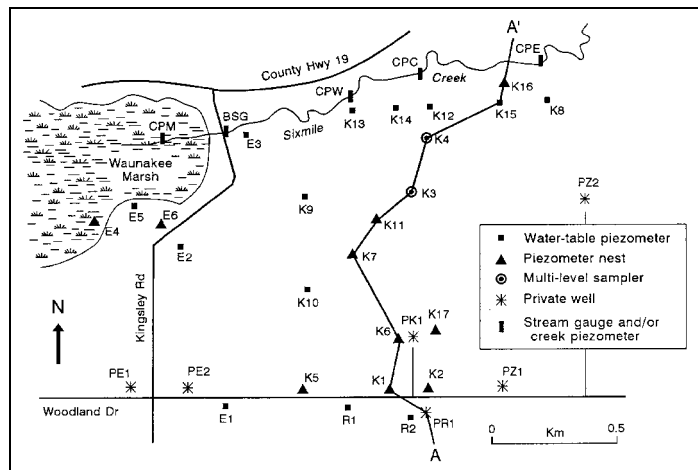 A'
CPE
County Hwy 19
CPC
Creek
K16
CPW
K15
K8
BSG
K13
K14
K12
CPM
Sixmile
E3
K4
Waunakee
Marsh
K3
PZ2
K9
E5
E6
K11
E4
E2
K7
Water-table piezometer
Piezometer nest
Multi-level sampler
Private well
Stream gauge and/or
creek piezometer
N
Kingsley Rd
K10
PK1
K17
K6
PE1
PE2
K5
K1
K2
PZ1
Woodland Dr
E1
R1
R2
PR1
Km
0
0.5
A